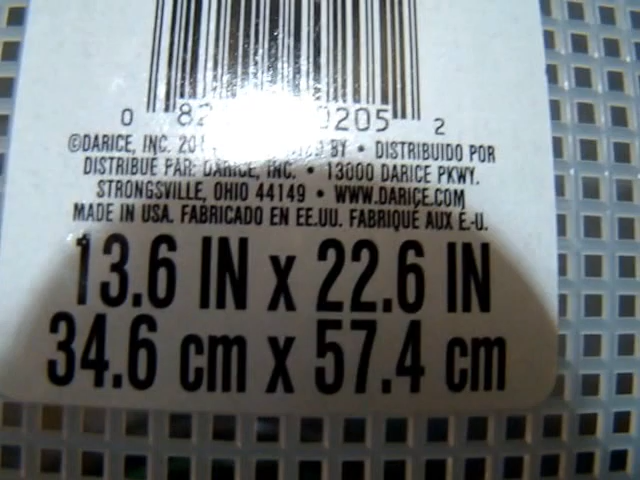 0 82 0205 2
©DARICE, INC. 20 BY • DISTRIBUIDO POR
DISTRIBUÉ PAR: DARICE, INC. • 13000 DARICE PKWY.
STRONGSVILLE, OHIO 44149 • WWW.DARICE.COM
MADE IN USA. FABRICADO EN EE.UU. FABRIQUÉ AUX É.-U.
13.6 IN x 22.6 IN
34.6 cm x 57.4 cm